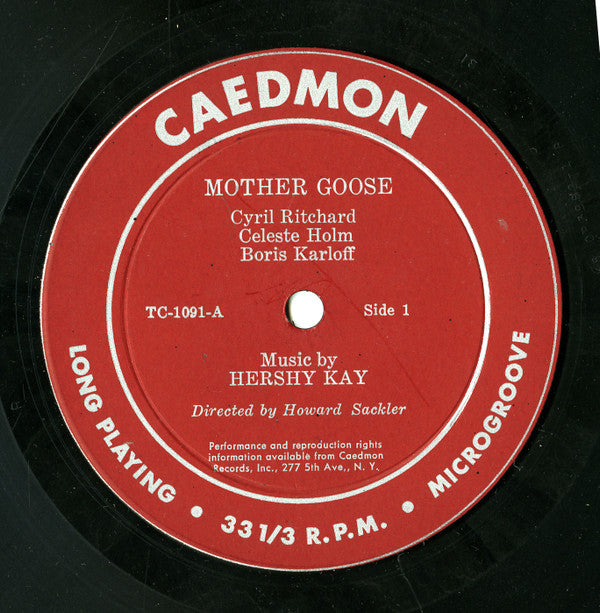 CAEDMON
MOTHER GOOSE
Cyril Ritchard
Celeste Holm
Boris Karloff
TC-1091-A Side 1
Music by
HERSHY KAY
Directed by Howard Sackler
Performance and reproduction rights
information available from Caedmon
Records, Inc., 277 5th Ave,, N. Y.
LONG PLAYING • 33 1/3 R.P.M. • MICROGROOVE